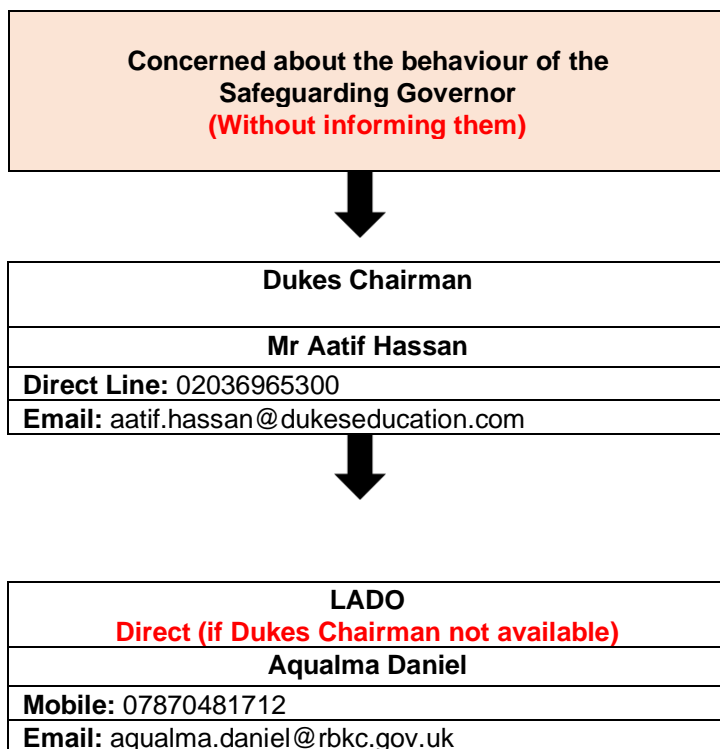 Concerned about the behaviour of the
Safeguarding Governor
(Without informing them)
Dukes Chairman
Mr Aatif Hassan
Direct Line: 02036965300
Email: aatif.hassan@dukeseducation.com
LADO
Direct (if Dukes Chairman not available)
Aqualma Daniel
Mobile: 07870481712
Email: aqualma.daniel@rbkc.gov.uk